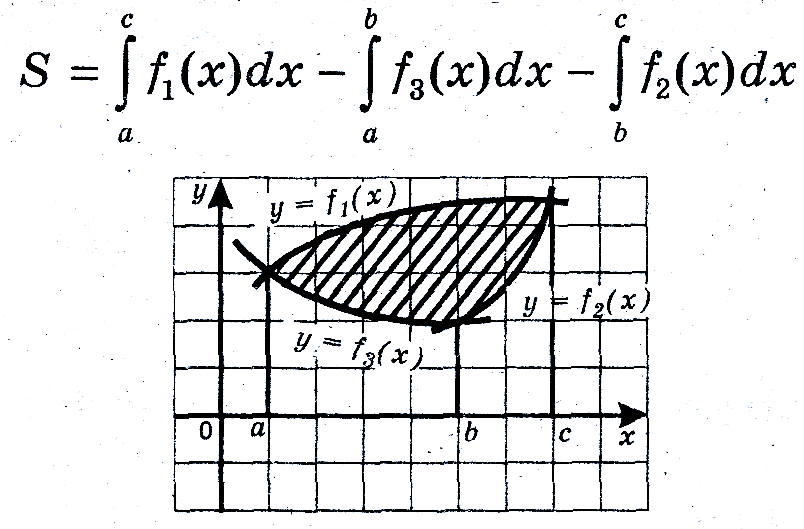 S = ∫_a^c f₁(x)dx − ∫_a^b f₃(x)dx − ∫_b^c f₂(x)dx
y
y = f₁(x)
y = f₂(x)
y = f₃(x)
0 a b c x